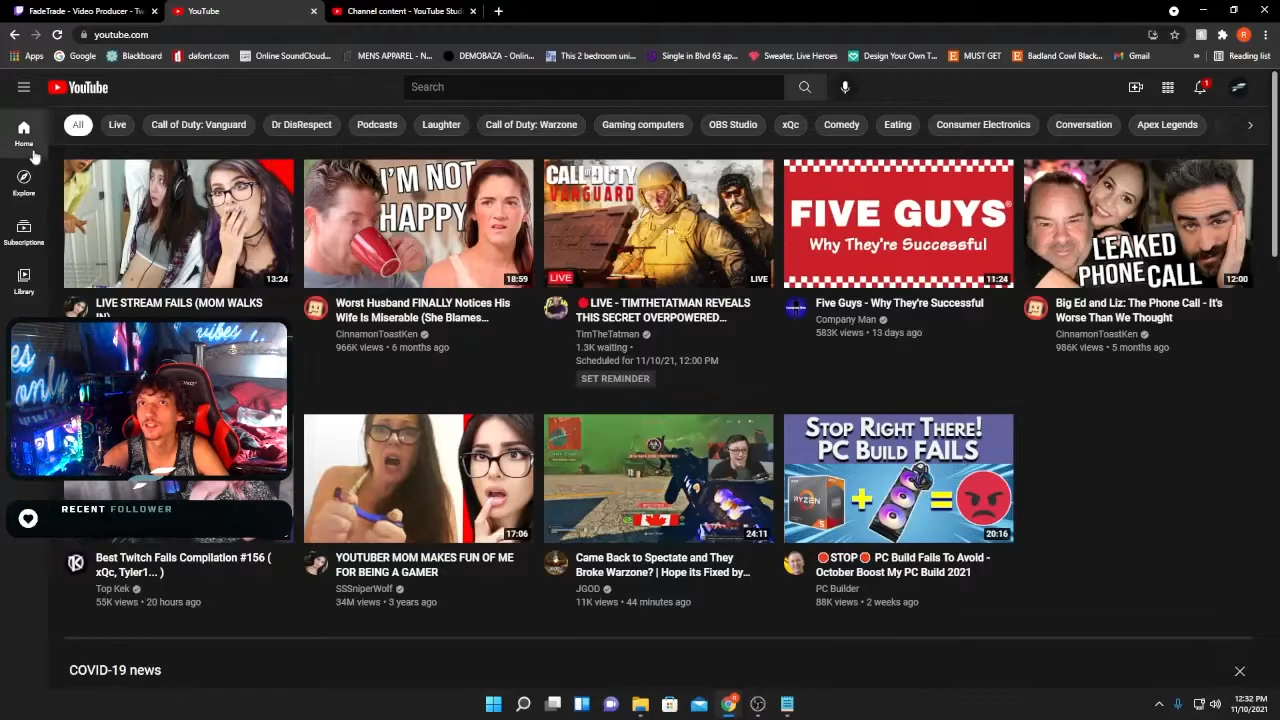 FadeTrade - Video Producer - Tw
YouTube
Channel content - YouTube Stud
youtube.com
Apps
Google
Blackboard
dafont.com
Online SoundCloud...
MENS APPAREL - N...
DEMOBAZA - Onlin...
This 2 bedroom uni...
Single in Blvd 63 ap...
Sweater, Live Heroes
Design Your Own T...
MUST GET
Badland Cowl Black...
Gmail
Reading list
YouTube
Search
1
Home
Explore
Subscriptions
Library
All
Live
Call of Duty: Vanguard
Dr DisRespect
Podcasts
Laughter
Call of Duty: Warzone
Gaming computers
OBS Studio
xQc
Comedy
Eating
Consumer Electronics
Conversation
Apex Legends
13:24
LIVE STREAM FAILS (MOM WALKS
IN)
I'M NOT
HAPPY
18:59
Worst Husband FINALLY Notices His
Wife Is Miserable (She Blames...
CinnamonToastKen
966K views • 6 months ago
CALL OF DUTY
VANGUARD
LIVE
LIVE
🔴LIVE - TIMTHETATMAN REVEALS
THIS SECRET OVERPOWERED...
TimTheTatman
1.3K waiting •
Scheduled for 11/10/21, 12:00 PM
SET REMINDER
FIVE GUYS®
Why They're Successful
11:24
Five Guys - Why They're Successful
Company Man
583K views • 13 days ago
LEAKED
PHONE CALL
12:00
Big Ed and Liz: The Phone Call - It's
Worse Than We Thought
CinnamonToastKen
986K views • 5 months ago
vibes
es
only
RECENT FOLLOWER
Best Twitch Fails Compilation #156 (
xQc, Tyler1... )
Top Kek
55K views • 20 hours ago
17:06
YOUTUBER MOM MAKES FUN OF ME
FOR BEING A GAMER
SSSniperWolf
34M views • 3 years ago
24:11
Came Back to Spectate and They
Broke Warzone? | Hope its Fixed by...
JGOD
11K views • 44 minutes ago
STOP RIGHT THERE!
PC BUILD FAILS
RYZEN
5
20:16
🛑STOP🛑 PC Build Fails To Avoid -
October Boost My PC Build 2021
PC Builder
88K views • 2 weeks ago
COVID-19 news
12:32 PM
11/10/2021